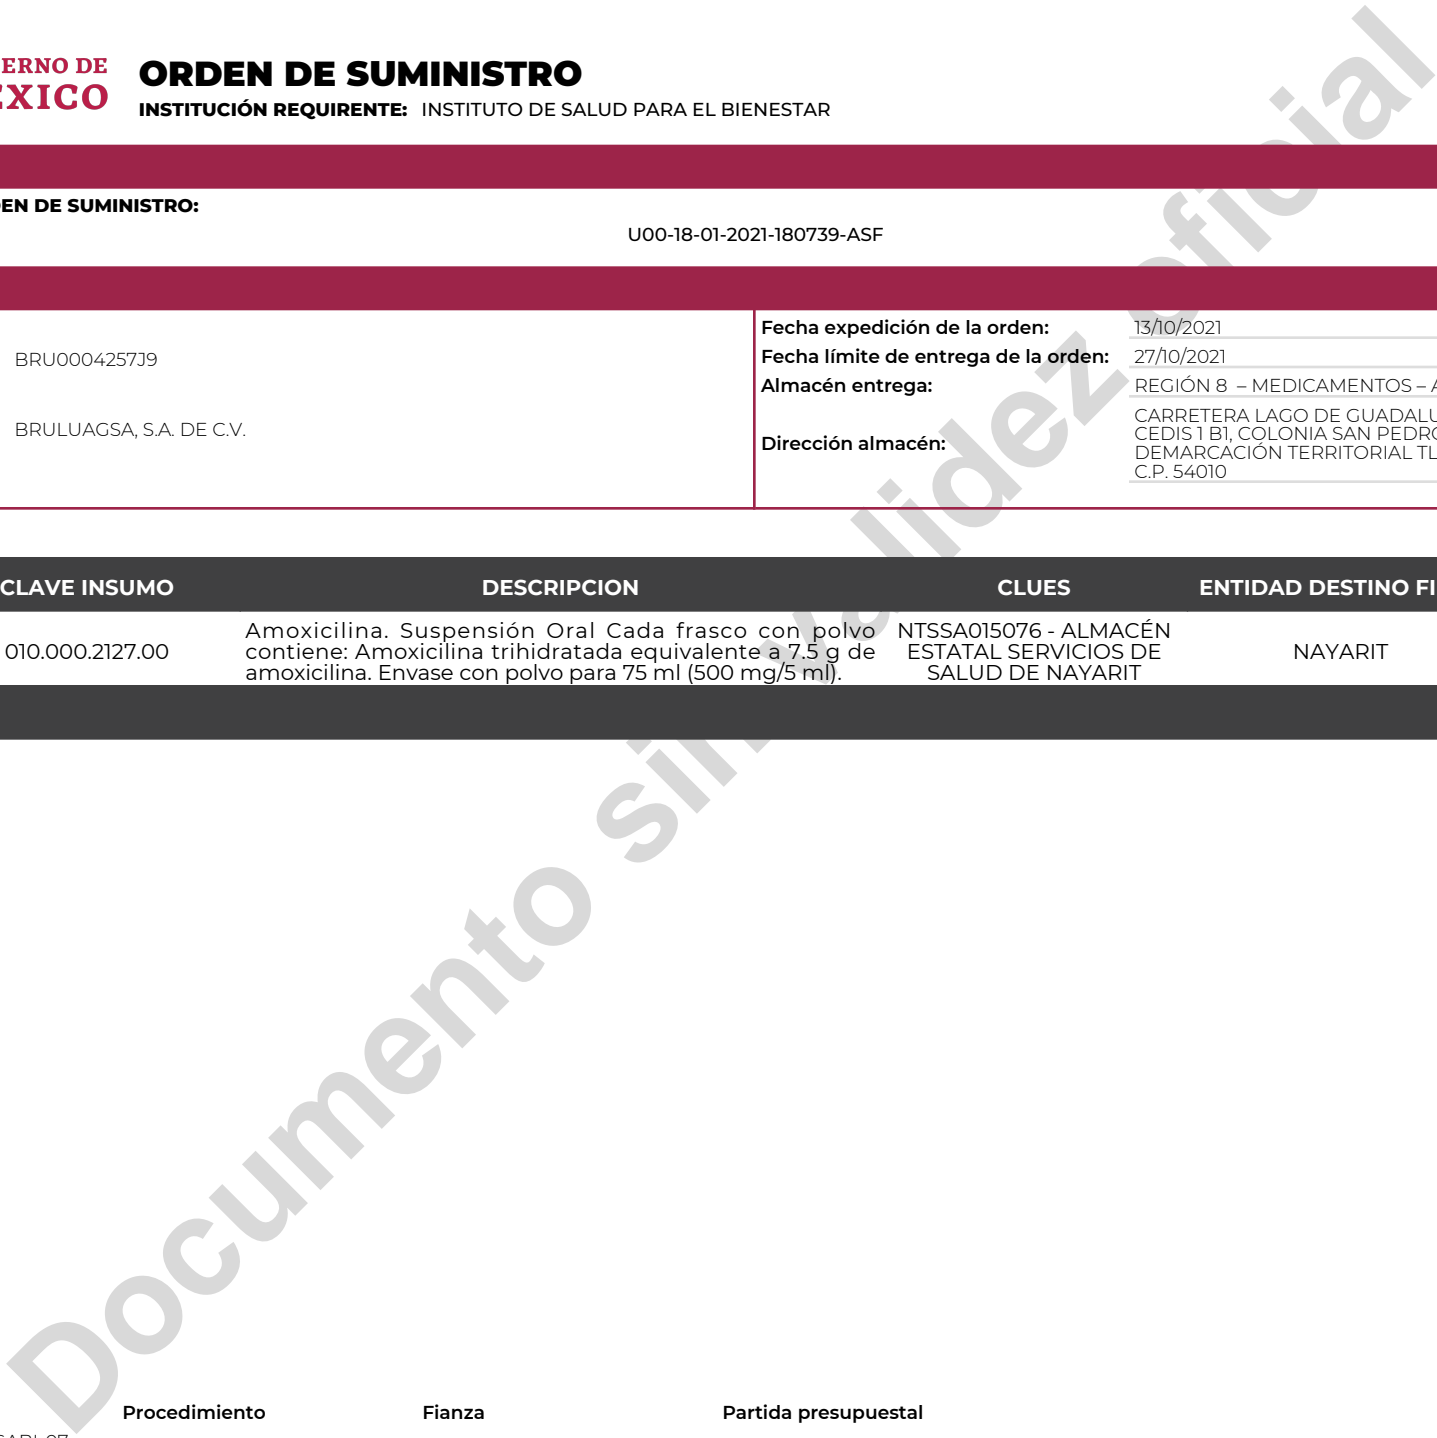 ERNO DE
ÉXICO
ORDEN DE SUMINISTRO
INSTITUCIÓN REQUIRENTE: INSTITUTO DE SALUD PARA EL BIENESTAR
EN DE SUMINISTRO:
U00-18-01-2021-180739-ASF
BRU0004257J9
BRULUAGSA, S.A. DE C.V.
Fecha expedición de la orden: 13/10/2021
Fecha límite de entrega de la orden: 27/10/2021
Almacén entrega: REGIÓN 8 – MEDICAMENTOS – A
Dirección almacén:
CARRETERA LAGO DE GUADALU
CEDIS 1 B1, COLONIA SAN PEDRO
DEMARCACIÓN TERRITORIAL TL
C.P. 54010
CLAVE INSUMO DESCRIPCION CLUES ENTIDAD DESTINO FI
010.000.2127.00
Amoxicilina. Suspensión Oral Cada frasco con polvo
contiene: Amoxicilina trihidratada equivalente a 7.5 g de
amoxicilina. Envase con polvo para 75 ml (500 mg/5 ml).
NTSSA015076 - ALMACÉN
ESTATAL SERVICIOS DE
SALUD DE NAYARIT
NAYARIT
Documento sin validez oficial
Procedimiento Fianza Partida presupuestal